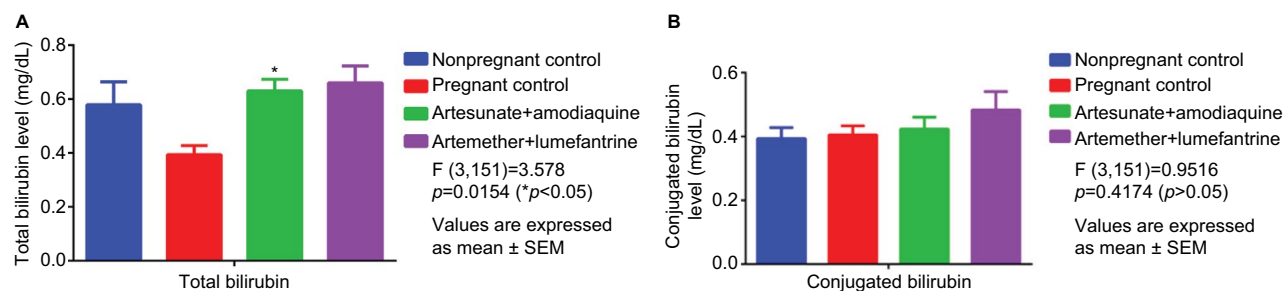 A
Total bilirubin level (mg/dL)
0.8
0.6
0.4
0.2
0.0
*
Total bilirubin
Nonpregnant control
Pregnant control
Artesunate+amodiaquine
Artemether+lumefantrine
F (3,151)=3.578
p=0.0154 (*p<0.05)
Values are expressed
as mean ± SEM
B
Conjugated bilirubin
level (mg/dL)
0.6
0.4
0.2
0.0
Conjugated bilirubin
Nonpregnant control
Pregnant control
Artesunate+amodiaquine
Artemether+lumefantrine
F (3,151)=0.9516
p=0.4174 (p>0.05)
Values are expressed
as mean ± SEM